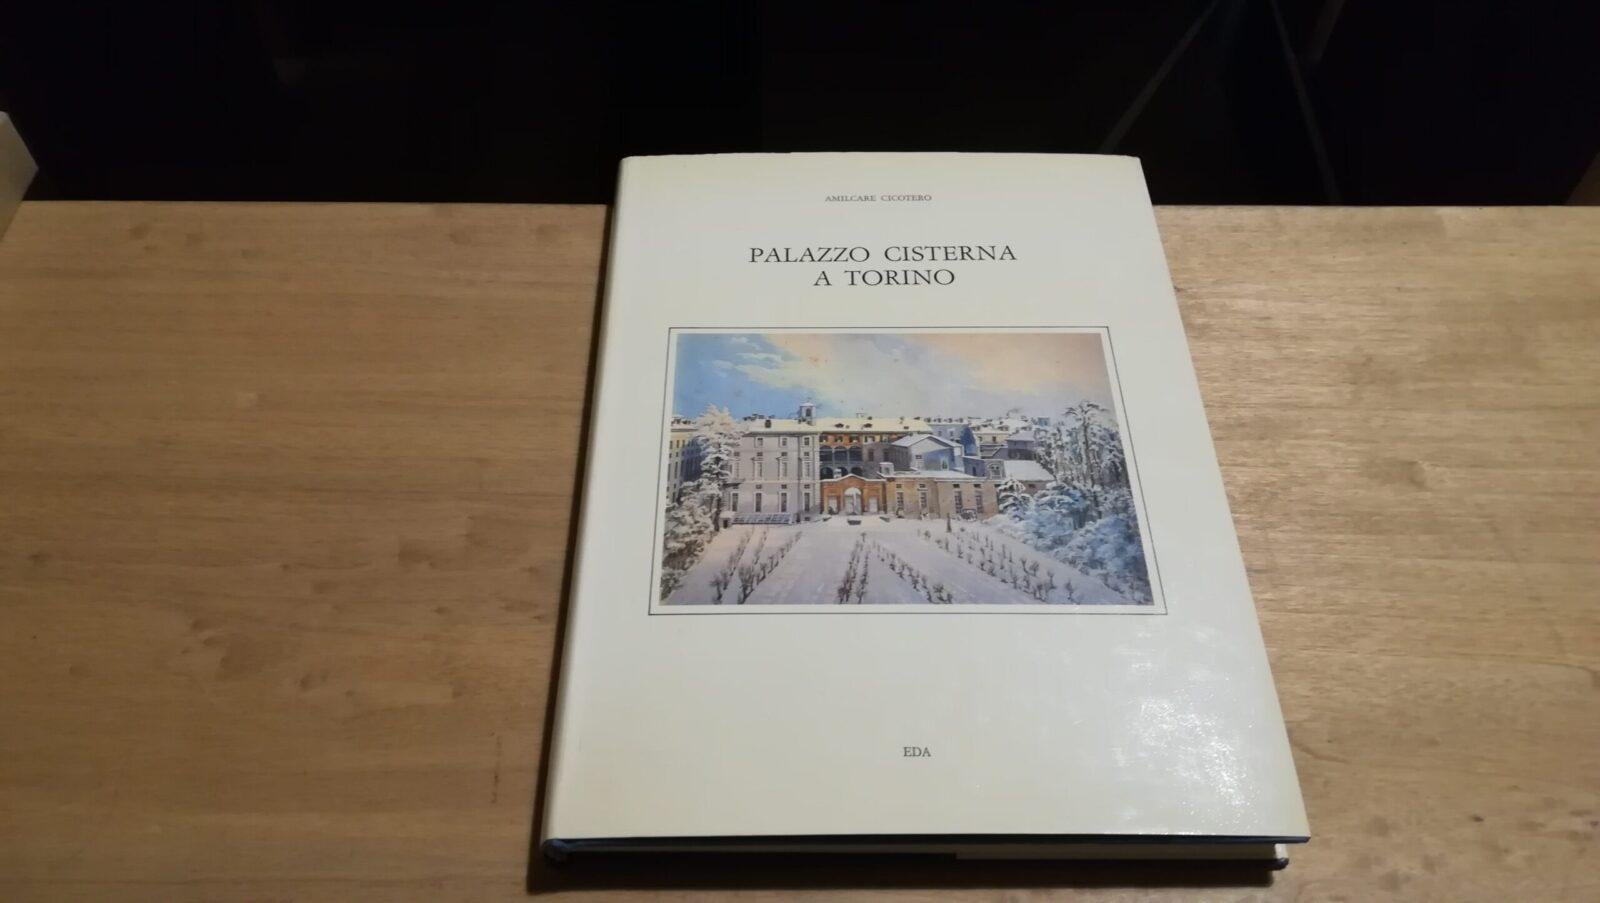 AMILCARE CICOTERO
PALAZZO CISTERNA
A TORINO
EDA